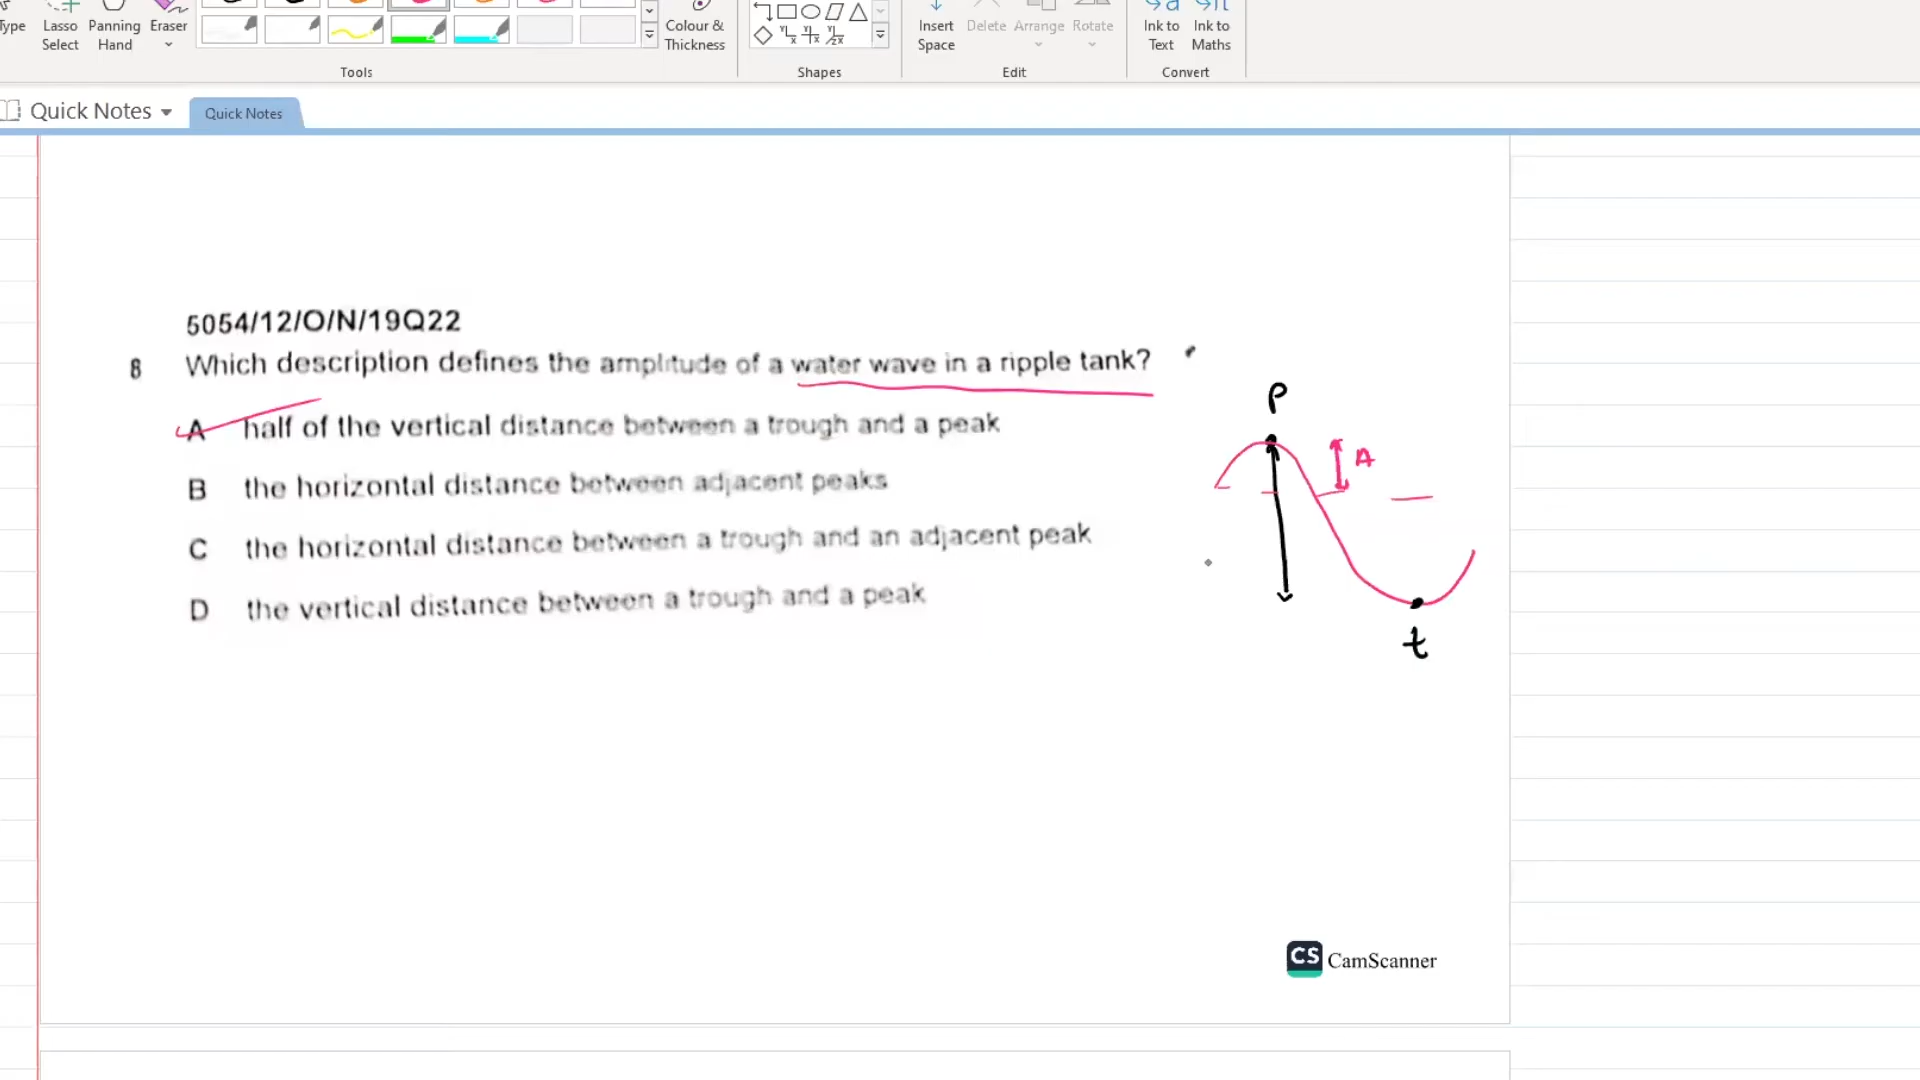 Type
Lasso Select
Panning Hand
Eraser
Colour & Thickness
Tools
Shapes
Insert Space
Delete
Arrange
Rotate
Edit
Ink to Text
Ink to Maths
Convert
Quick Notes
Quick Notes
5054/12/O/N/19Q22
8 Which description defines the amplitude of a water wave in a ripple tank?
A half of the vertical distance between a trough and a peak
B the horizontal distance between adjacent peaks
C the horizontal distance between a trough and an adjacent peak
D the vertical distance between a trough and a peak
P
A
t
CS CamScanner